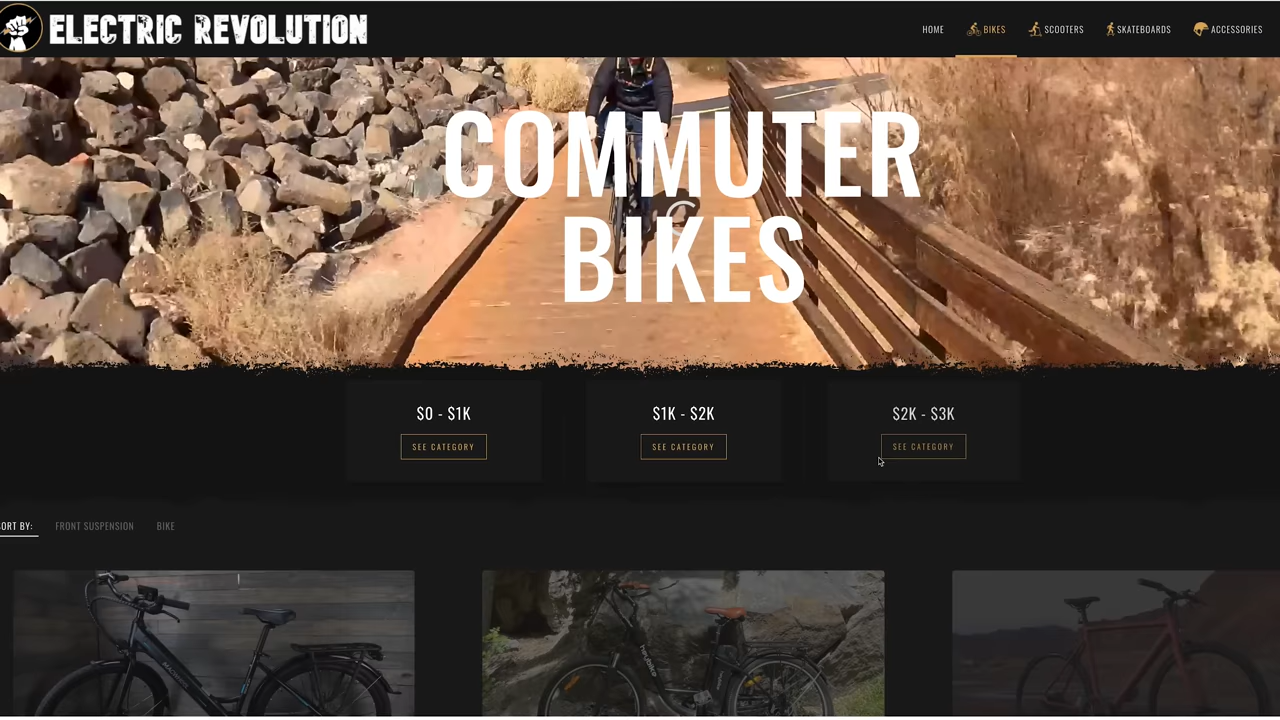 ELECTRIC REVOLUTION
HOME
BIKES
SCOOTERS
SKATEBOARDS
ACCESSORIES
COMMUTER
BIKES
$0 - $1K
$1K - $2K
$2K - $3K
SEE CATEGORY
SEE CATEGORY
SEE CATEGORY
SORT BY:
FRONT SUSPENSION
BIKE